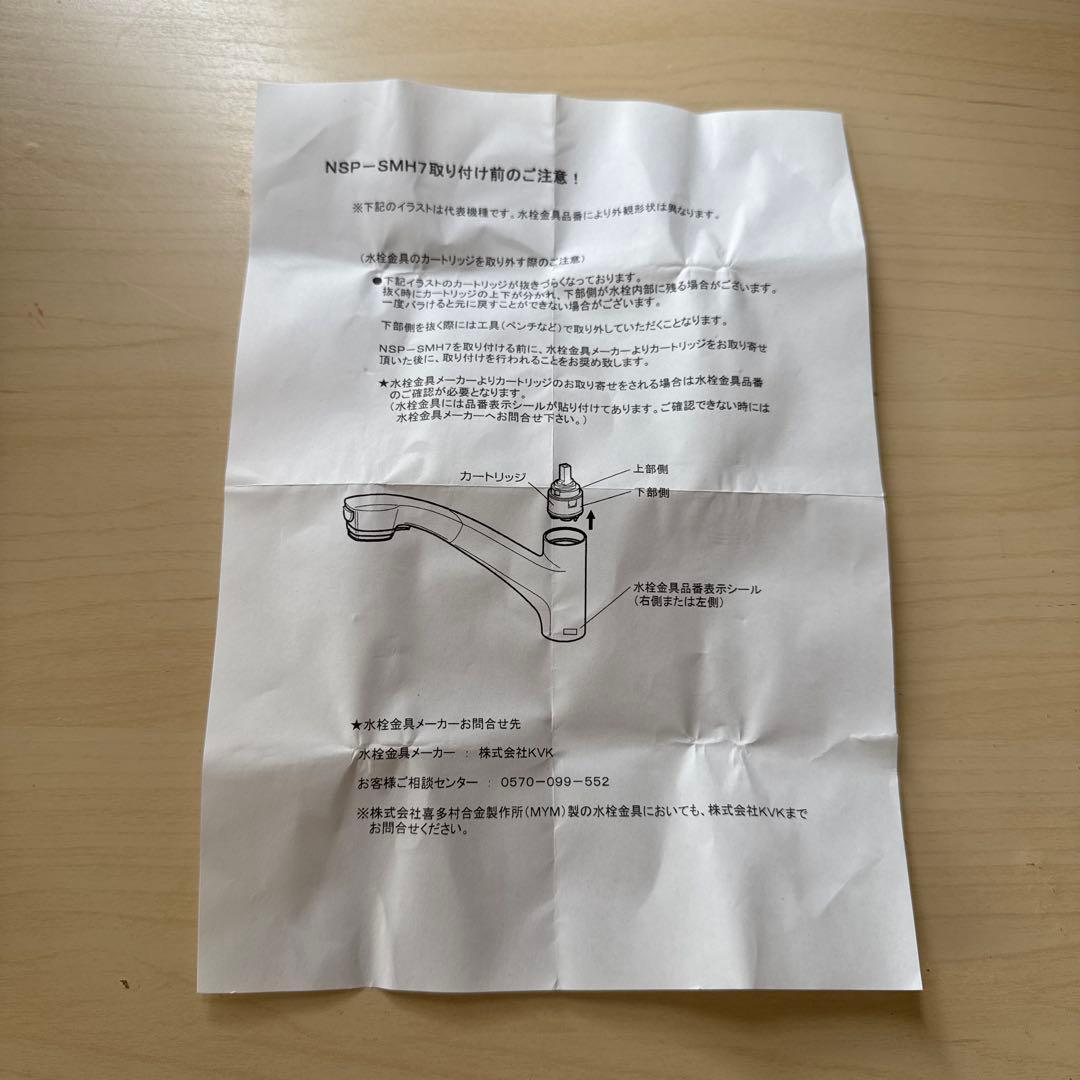 NSP－SMH7取り付け前のご注意！
※下記のイラストは代表機種です。水栓金具品番により外観形状は異なります。
（水栓金具のカートリッジを取り外す際のご注意）
●下記イラストのカートリッジが抜きづらくなっております。
抜く時にカートリッジの上下が分かれ、下部側が水栓内部に残る場合がございます。
一度バラけると元に戻すことができない場合がございます。
下部側を抜く際には工具（ペンチなど）で取り外していただくことなります。
NSP－SMH7を取り付ける前に、水栓金具メーカーよりカートリッジをお取り寄せ
頂いた後に、取り付けを行われることをお奨め致します。
★水栓金具メーカーよりカートリッジのお取り寄せをされる場合は水栓金具品番
のご確認が必要となります。
（水栓金具には品番表示シールが貼り付けてあります。ご確認できない時には
水栓金具メーカーへお問合せ下さい。）
カートリッジ
上部側
下部側
水栓金具品番表示シール
（右側または左側）
★水栓金具メーカーお問合せ先
水栓金具メーカー ： 株式会社KVK
お客様ご相談センター ： 0570－099－552
※株式会社喜多村合金製作所（MYM）製の水栓金具においても、株式会社KVKまで
お問合せください。